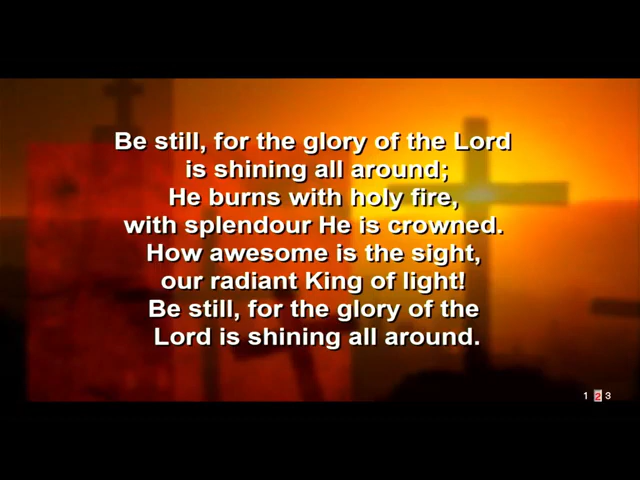 Be still, for the glory of the Lord
is shining all around;
He burns with holy fire,
with splendour He is crowned.
How awesome is the sight,
our radiant King of light!
Be still, for the glory of the
Lord is shining all around.
1 2 3